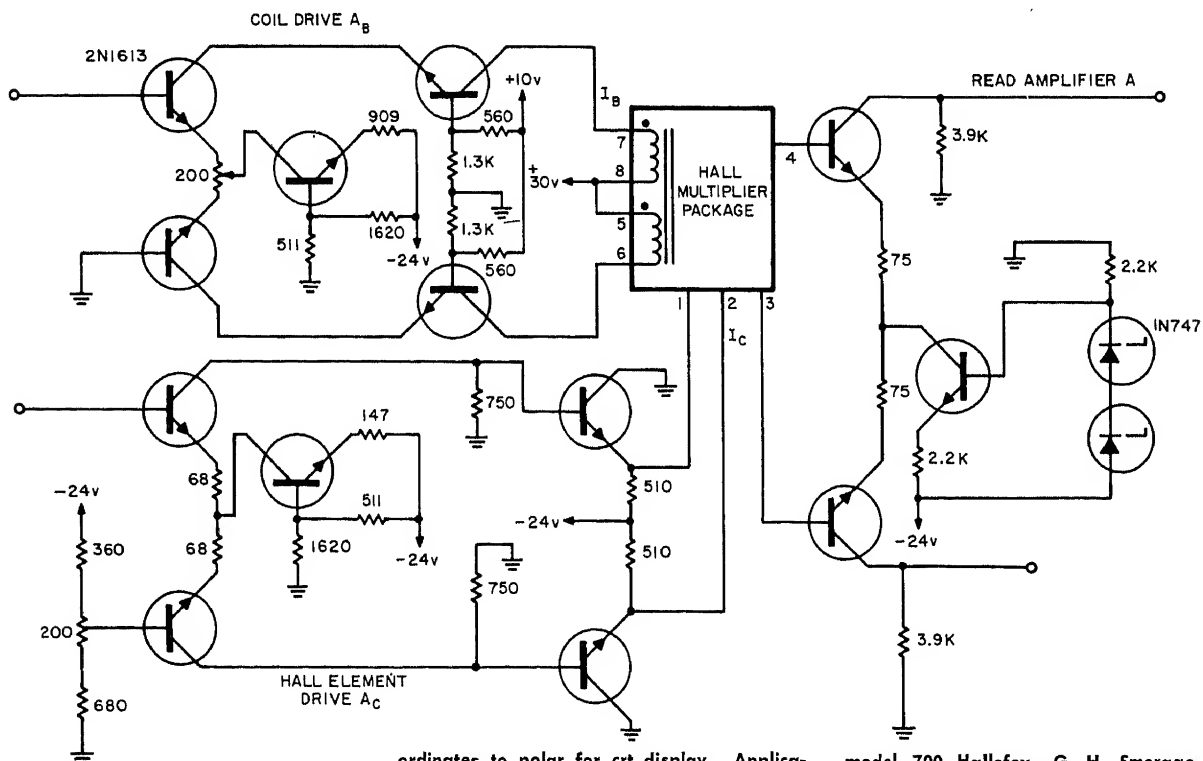 COIL DRIVE A_B
2N1613
909
200
511
1620
-24v
+10v
560
1.3K
1.3K
560
+
30v
I_B
7
8
5
6
HALL
MULTIPLIER
PACKAGE
4
1
2
3
I_C
READ AMPLIFIER A
3.9K
75
75
2.2K
1N747
2.2K
-24v
3.9K
750
147
68
68
511
1620
-24v
-24v
360
200
680
750
510
-24v
510
HALL ELEMENT
DRIVE A_C
ordinates to polar for crt display. Applica-
model 700 Hallefex, G. H. Emerage